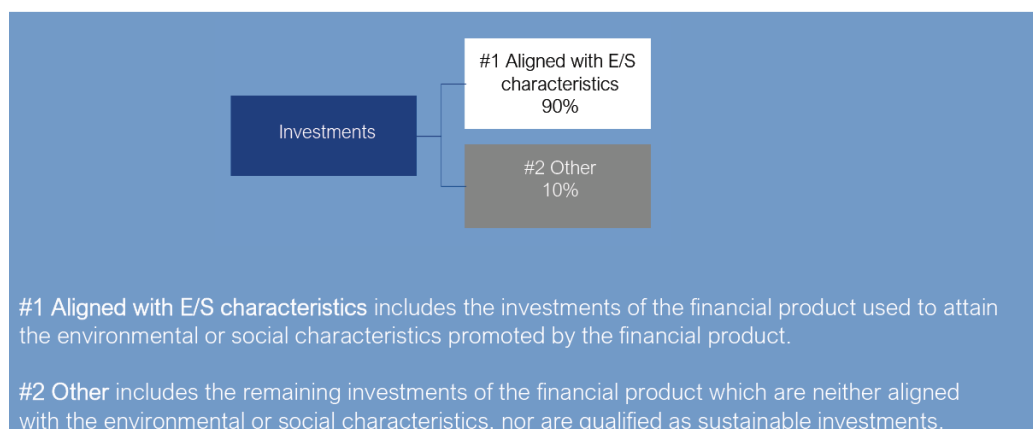 #1 Aligned with E/S
characteristics
90%
Investments
#2 Other
10%
#1 Aligned with E/S characteristics includes the investments of the financial product used to attain
the environmental or social characteristics promoted by the financial product.
#2 Other includes the remaining investments of the financial product which are neither aligned
with the environmental or social characteristics, nor are qualified as sustainable investments.